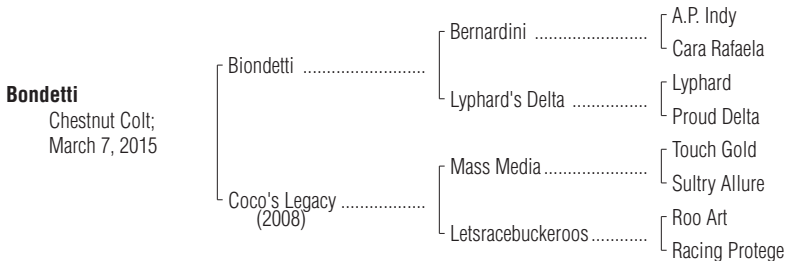 A.P. Indy
Bernardini ........................
Cara Rafaela
Biondetti ..........................
Lyphard
Bondetti
Lyphard's Delta ................
Chestnut Colt;
Proud Delta
March 7, 2015
Touch Gold
Mass Media......................
Sultry Allure
Coco's Legacy ..................
(2008)
Roo Art
Letsracebuckeroos............
Racing Protege